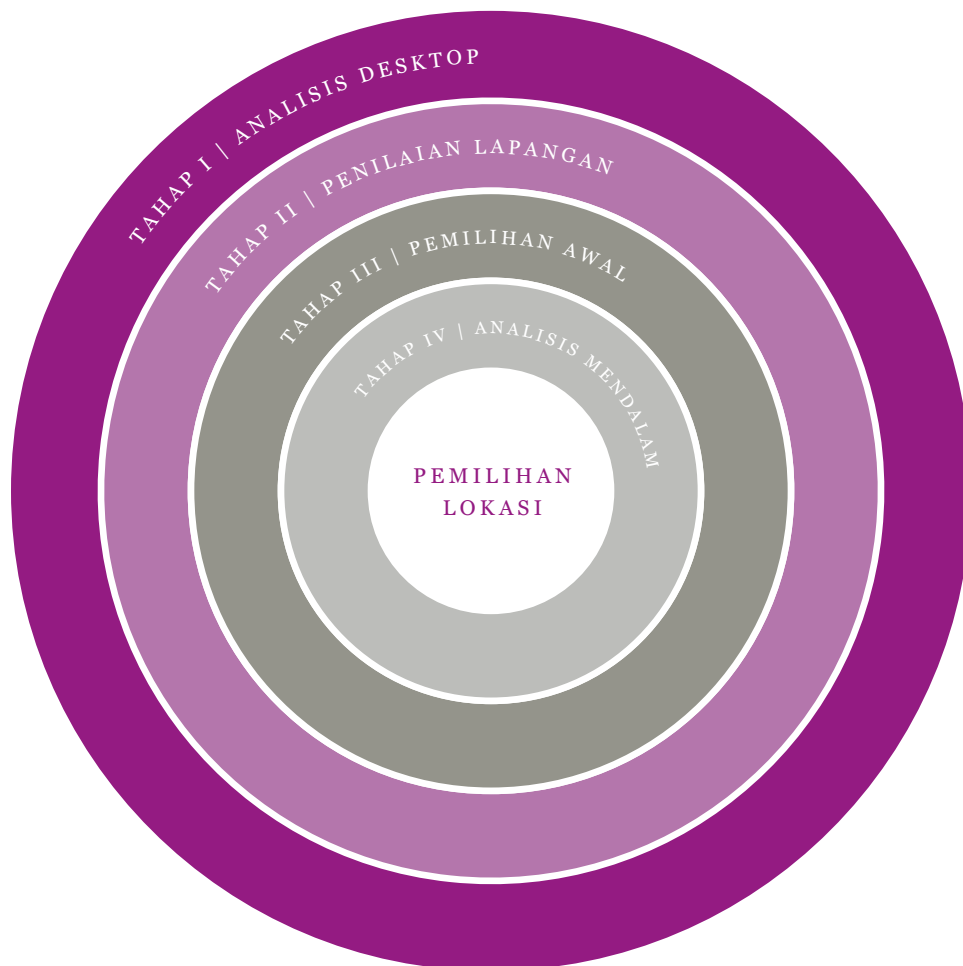 TAHAP I | ANALISIS DESKTOP
TAHAP II | PENILAIAN LAPANGAN
TAHAP III | PEMILIHAN AWAL
TAHAP IV | ANALISIS MENDALAM
PEMILIHAN
LOKASI